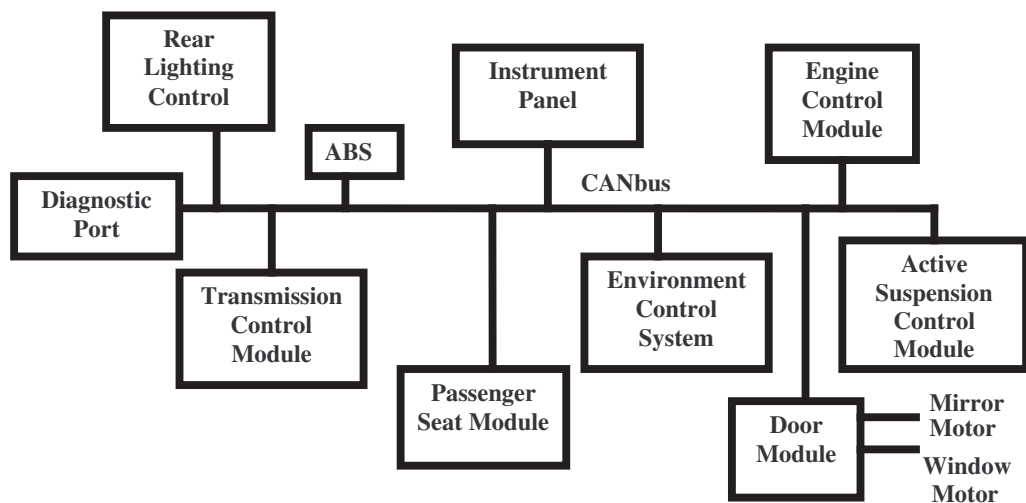 Rear
Lighting
Control
Instrument
Panel
Engine
Control
Module
ABS
CANbus
Diagnostic
Port
Transmission
Control
Module
Environment
Control
System
Active
Suspension
Control
Module
Passenger
Seat Module
Door
Module
Mirror
Motor
Window
Motor